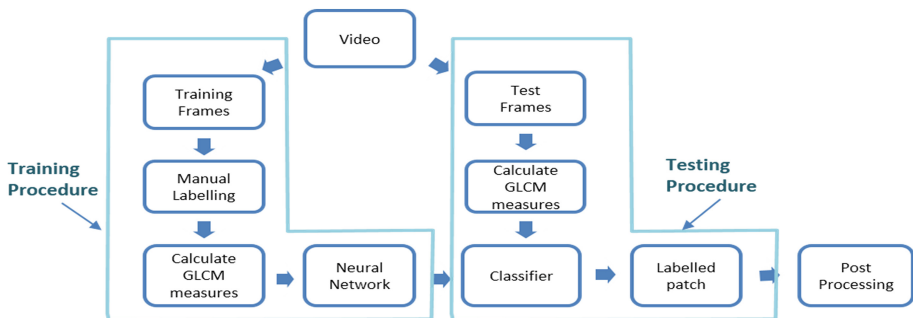 Video
Training
Frames
Test
Frames
Training
Procedure
Manual
Labelling
Calculate
GLCM
measures
Testing
Procedure
Calculate
GLCM
measures
Neural
Network
Classifier
Labelled
patch
Post
Processing